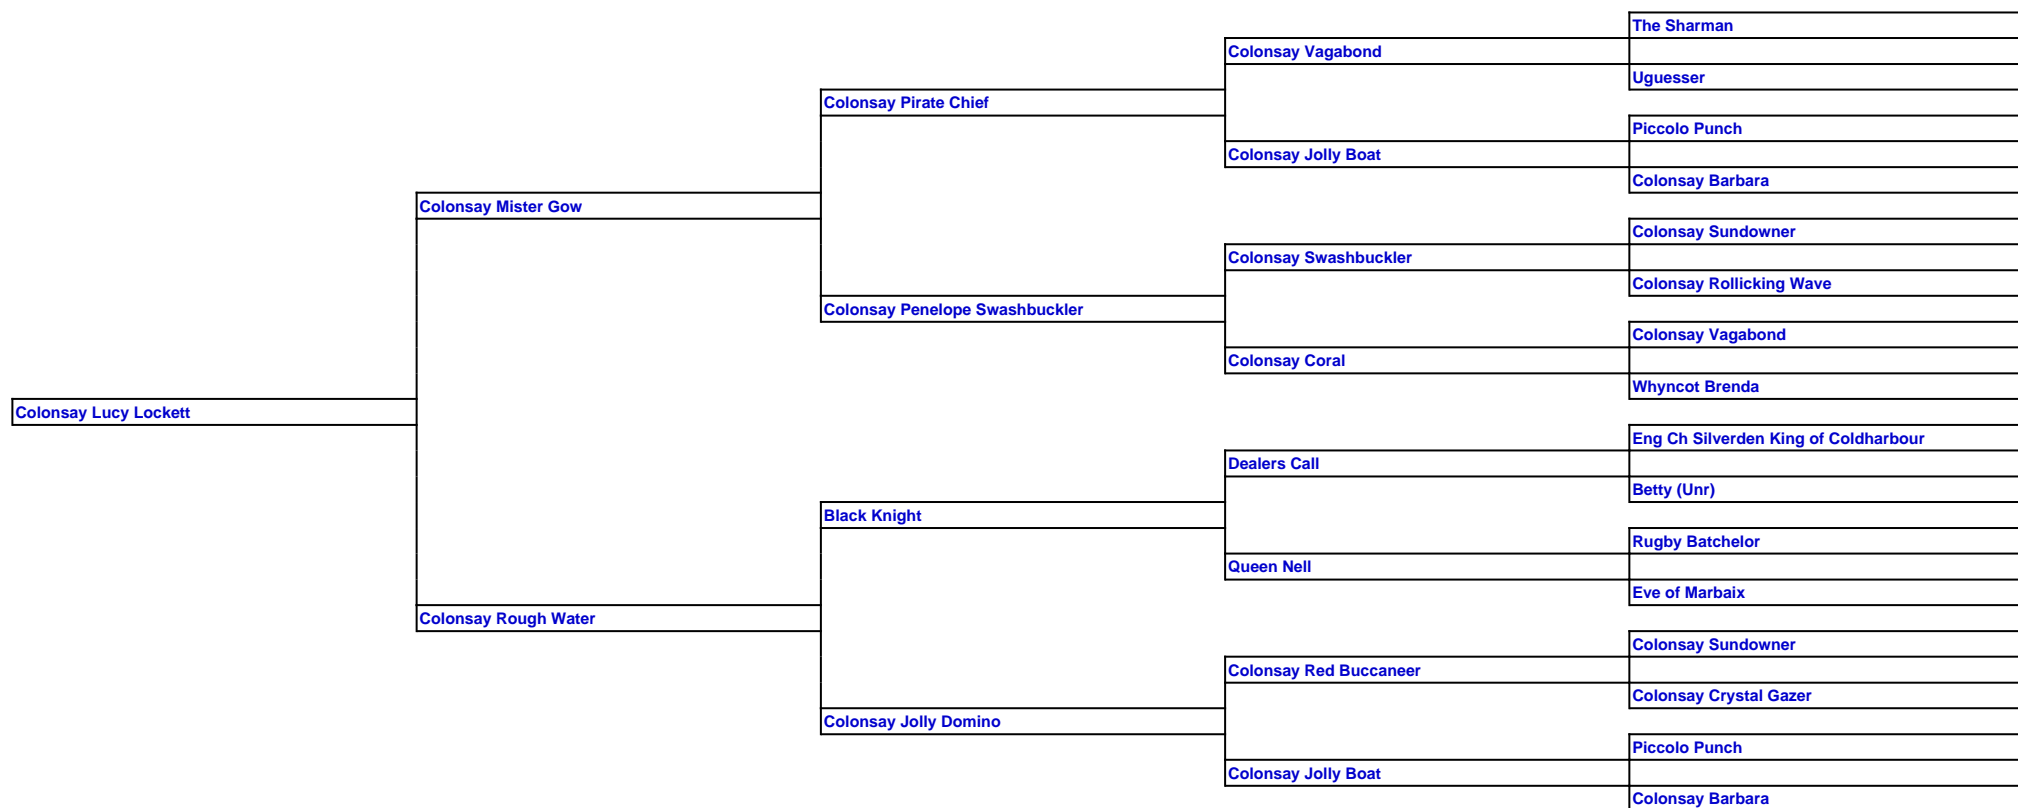 The Sharman
Colonsay Vagabond
Uguesser
Colonsay Pirate Chief
Piccolo Punch
Colonsay Jolly Boat
Colonsay Barbara
Colonsay Mister Gow
Colonsay Sundowner
Colonsay Swashbuckler
Colonsay Rollicking Wave
Colonsay Penelope Swashbuckler
Colonsay Vagabond
Colonsay Coral
Whyncot Brenda
Colonsay Lucy Lockett
Eng Ch Silverden King of Coldharbour
Dealers Call
Betty (Unr)
Black Knight
Rugby Batchelor
Queen Nell
Eve of Marbaix
Colonsay Rough Water
Colonsay Sundowner
Colonsay Red Buccaneer
Colonsay Crystal Gazer
Colonsay Jolly Domino
Piccolo Punch
Colonsay Jolly Boat
Colonsay Barbara